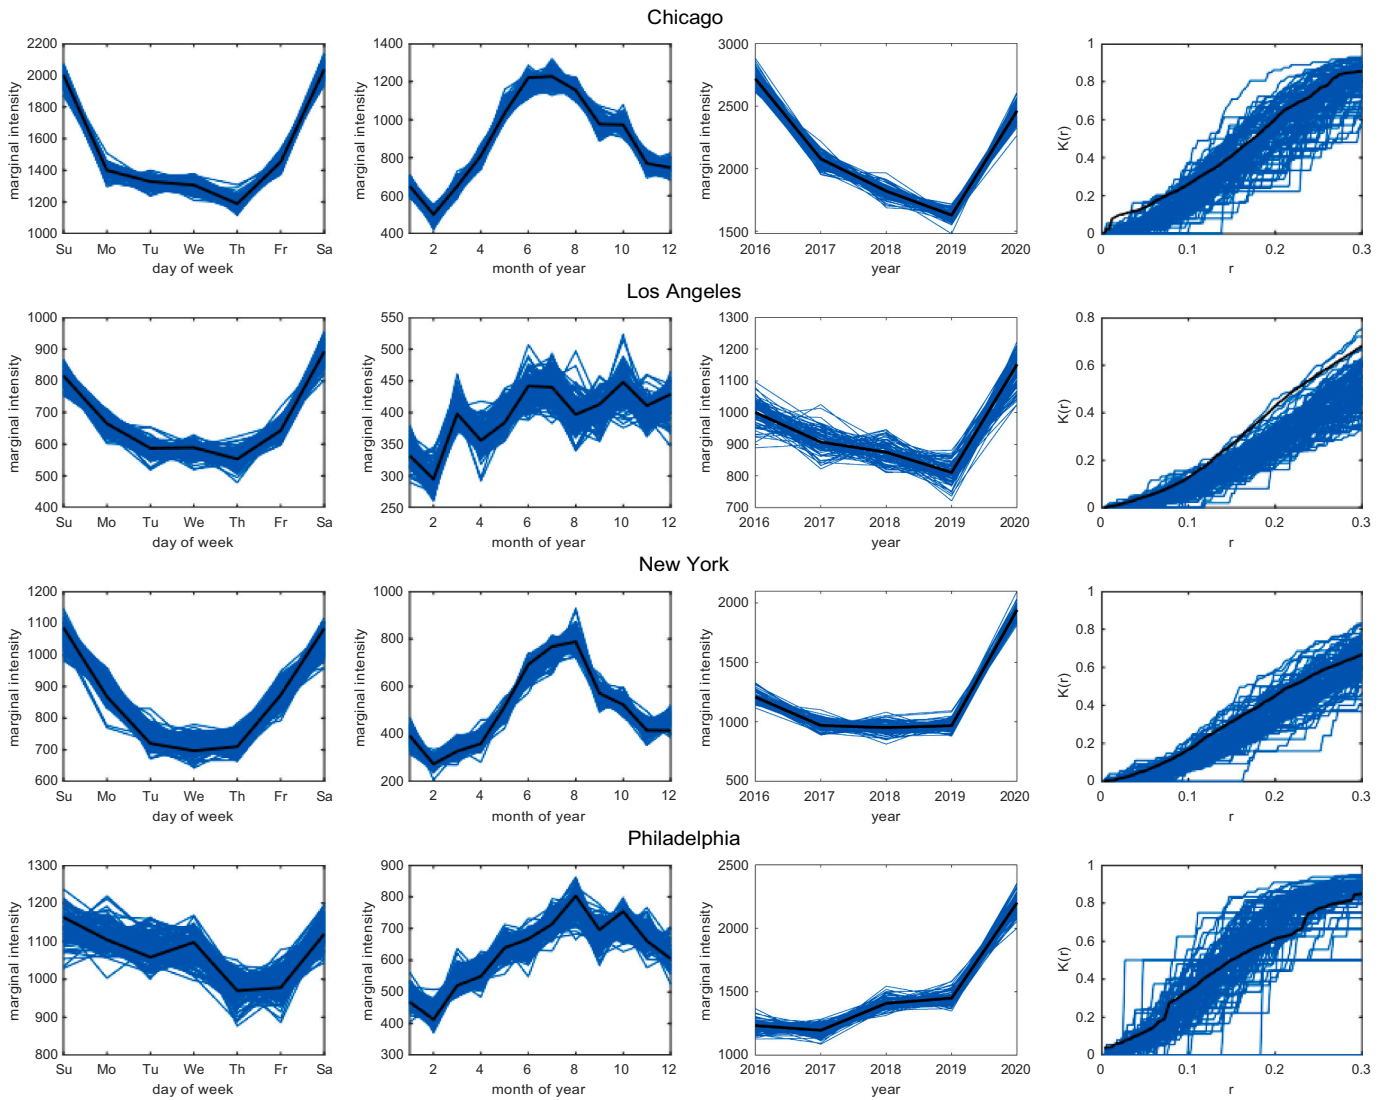 Chicago
2200
2000
1800
1600
1400
1200
1000
Su Mo Tu We Th Fr Sa
day of week
marginal intensity
1400
1200
1000
800
600
400
2 4 6 8 10 12
month of year
marginal intensity
3000
2500
2000
1500
2016 2017 2018 2019 2020
year
marginal intensity
1
0.8
0.6
0.4
0.2
0
0 0.1 0.2 0.3
r
K(r)
Los Angeles
1000
900
800
700
600
500
400
Su Mo Tu We Th Fr Sa
day of week
marginal intensity
550
500
450
400
350
300
250
2 4 6 8 10 12
month of year
marginal intensity
1300
1200
1100
1000
900
800
700
2016 2017 2018 2019 2020
year
marginal intensity
0.8
0.6
0.4
0.2
0
0 0.1 0.2 0.3
r
K(r)
New York
1200
1100
1000
900
800
700
600
Su Mo Tu We Th Fr Sa
day of week
marginal intensity
1000
800
600
400
200
2 4 6 8 10 12
month of year
marginal intensity
2000
1500
1000
500
2016 2017 2018 2019 2020
year
marginal intensity
1
0.8
0.6
0.4
0.2
0
0 0.1 0.2 0.3
r
K(r)
Philadelphia
1300
1200
1100
1000
900
800
Su Mo Tu We Th Fr Sa
day of week
marginal intensity
900
800
700
600
500
400
300
2 4 6 8 10 12
month of year
marginal intensity
2500
2000
1500
1000
2016 2017 2018 2019 2020
year
marginal intensity
1
0.8
0.6
0.4
0.2
0
0 0.1 0.2 0.3
r
K(r)